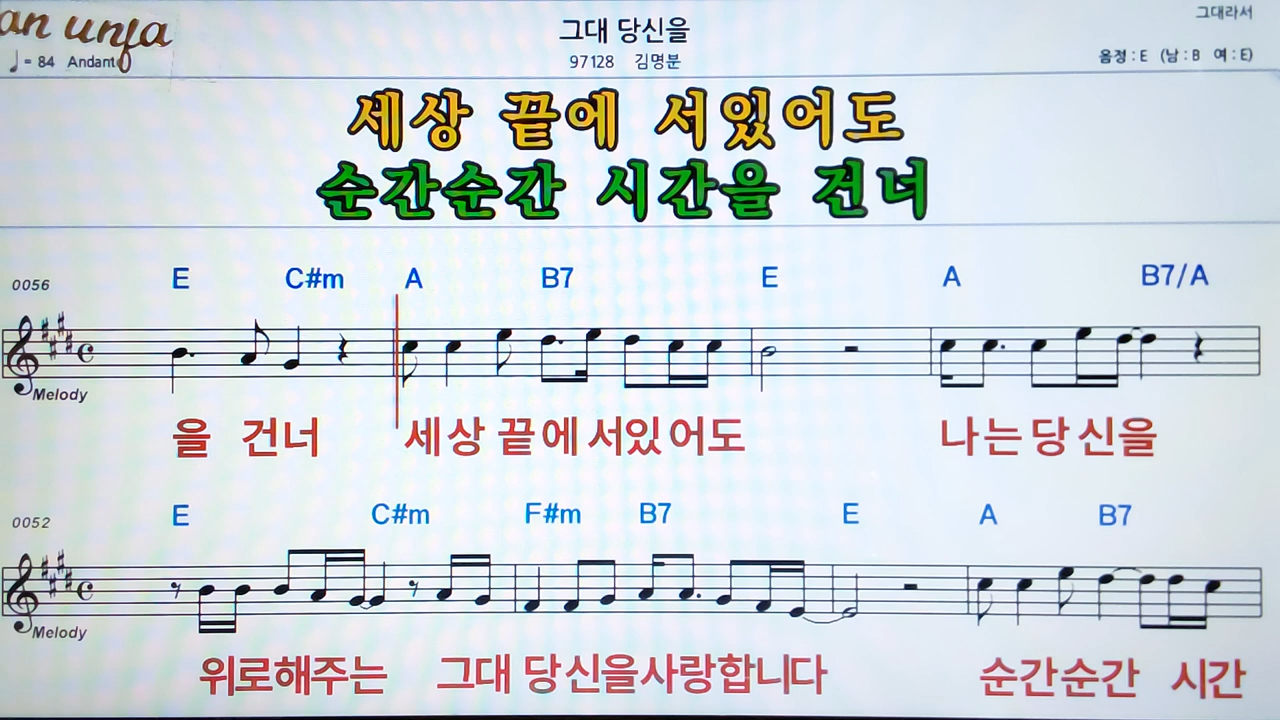 an unfa
그대 당신을
그대라서
♩= 84 Andant
97128 김명분
음정 : E (남 : B 여 : E)
세상 끝에 서있어도
순간순간 시간을 건너
0056 E C#m A B7 E A B7/A
Melody
을 건너 세상 끝에 서있어도 나는당신을
0052 E C#m F#m B7 E A B7
Melody
위로해주는 그대 당신을사랑합니다 순간순간 시간